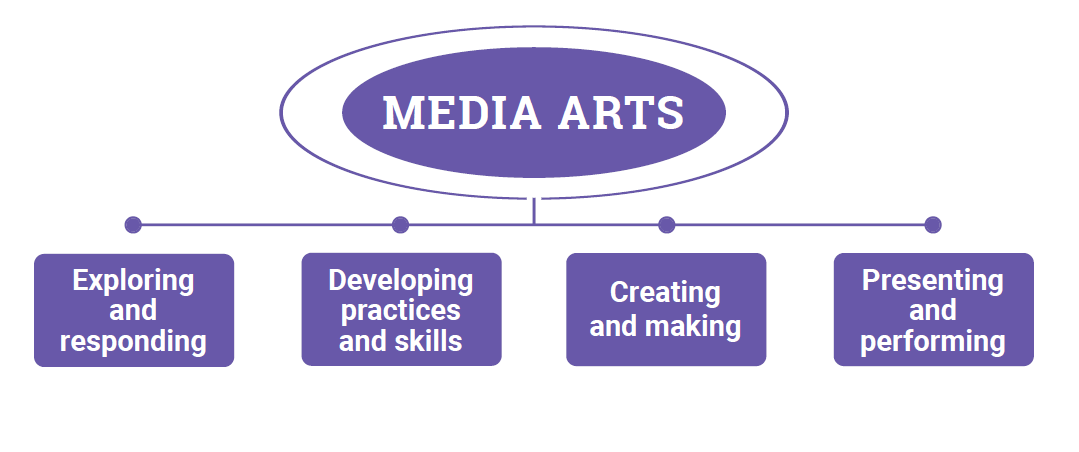 MEDIA ARTS
Exploring
and
responding
Developing
practices
and skills
Creating
and making
Presenting
and
performing